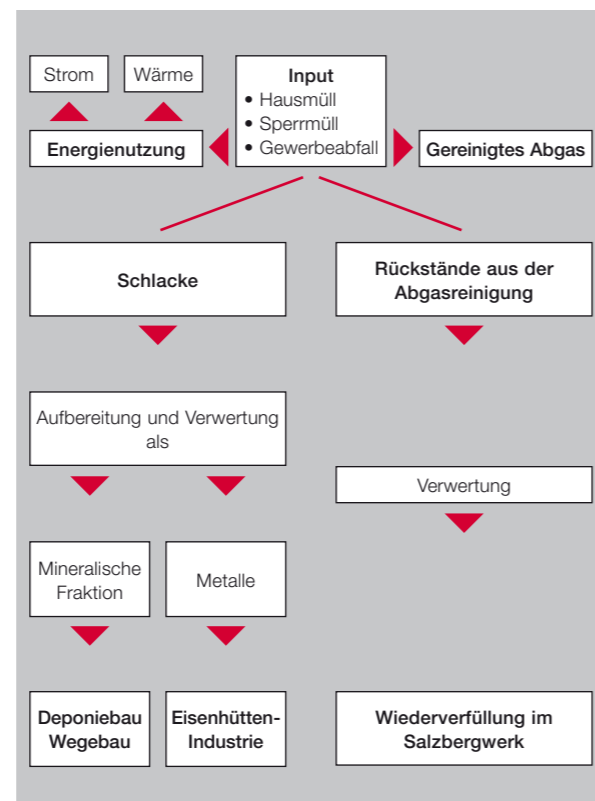 Strom
Wärme
Input
• Hausmüll
• Sperrmüll
• Gewerbeabfall
Energienutzung
Gereinigtes Abgas
Schlacke
Rückstände aus der
Abgasreinigung
Aufbereitung und Verwertung
als
Verwertung
Mineralische
Fraktion
Metalle
Deponiebau
Wegebau
Eisenhütten-
Industrie
Wiederverfüllung im
Salzbergwerk